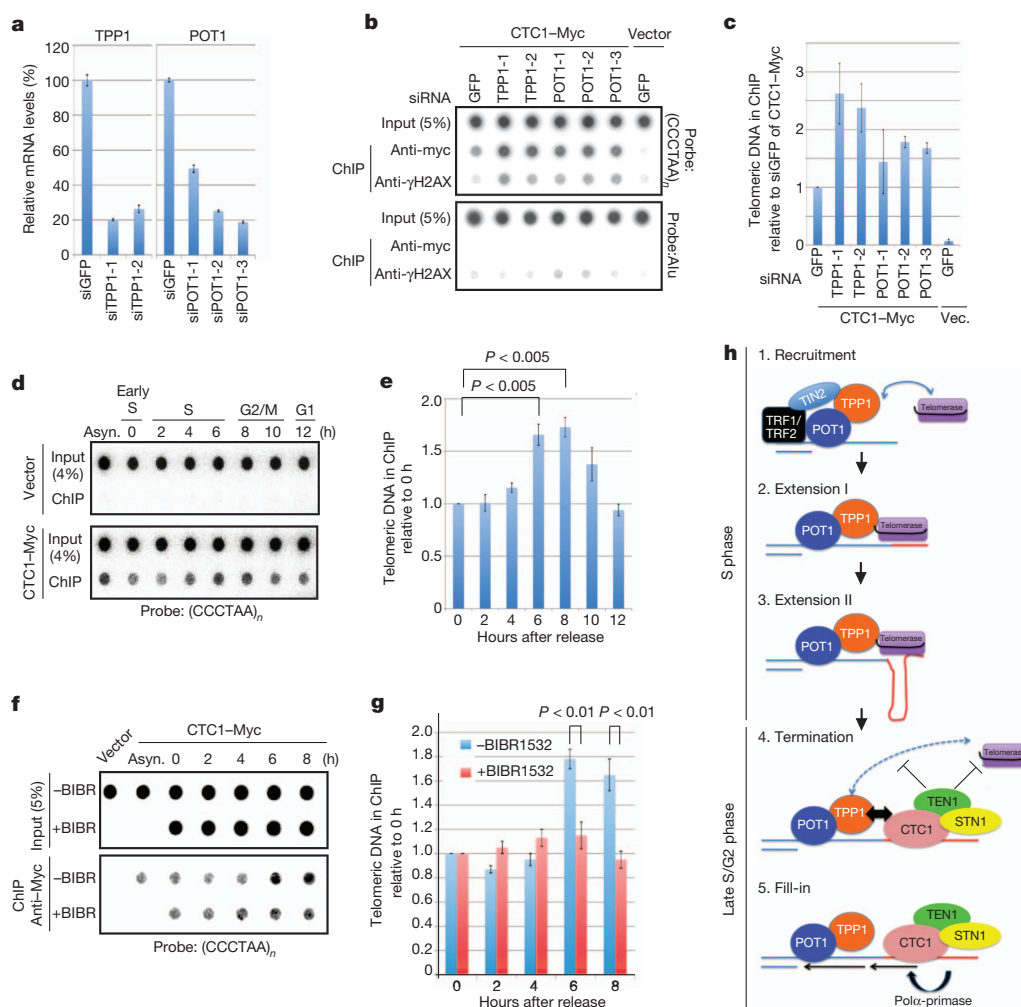 a
TPP1 POT1
Relative mRNA levels (%)
120
100
80
60
40
20
0
siGFP
siTPP1-1
siTPP1-2
siGFP
siPOT1-1
siPOT1-2
siPOT1-3
b
CTC1–Myc Vector
siRNA GFP TPP1-1 TPP1-2 POT1-1 POT1-2 POT1-3 GFP
Input (5%)
ChIP
Anti-myc
Anti-γH2AX
Porbe: (CCCTAA)n
Input (5%)
ChIP
Anti-myc
Anti-γH2AX
Probe:Alu
c
Telomeric DNA in ChIP
relative to siGFP of CTC1–Myc
3
2
1
0
siRNA GFP TPP1-1 TPP1-2 POT1-1 POT1-2 POT1-3 GFP
CTC1–Myc Vec.
d
Early
S S G2/M G1
Asyn. 0 2 4 6 8 10 12 (h)
Vector
Input
(4%)
ChIP
CTC1–Myc
Input
(4%)
ChIP
Probe: (CCCTAA)n
e
P < 0.005
P < 0.005
Telomeric DNA in ChIP
relative to 0 h
2.0
1.5
1.0
0.5
0
0 2 4 6 8 10 12
Hours after release
f
CTC1–Myc
Vector Asyn. 0 2 4 6 8 (h)
Input (5%)
–BIBR
+BIBR
ChIP
Anti–Myc
–BIBR
+BIBR
Probe: (CCCTAA)n
g
P < 0.01 P < 0.01
–BIBR1532
+BIBR1532
Telomeric DNA in ChIP
relative to 0 h
2.0
1.8
1.6
1.4
1.2
1.0
0.8
0.6
0.4
0.2
0
0 2 4 6 8
Hours after release
h
S phase
Late S/G2 phase
1. Recruitment
TIN2
TPP1
Telomerase
TRF1/
TRF2
POT1
2. Extension I
POT1 TPP1 Telomerase
3. Extension II
POT1 TPP1 Telomerase
4. Termination
Telomerase
TEN1
POT1 TPP1 CTC1 STN1
5. Fill-in
TEN1
POT1 TPP1 CTC1 STN1
Polα-primase